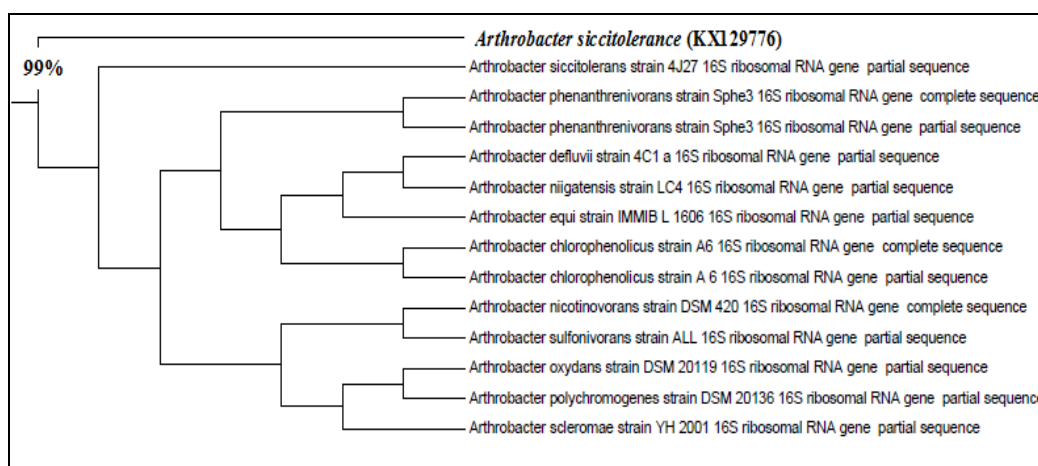 Arthrobacter siccitolerance (KX129776)
99%
Arthrobacter siccitolerans strain 4J27 16S ribosomal RNA gene partial sequence
Arthrobacter phenanthrenivorans strain Sphe3 16S ribosomal RNA gene complete sequence
Arthrobacter phenanthrenivorans strain Sphe3 16S ribosomal RNA gene partial sequence
Arthrobacter defluvii strain 4C1 a 16S ribosomal RNA gene partial sequence
Arthrobacter niigatensis strain LC4 16S ribosomal RNA gene partial sequence
Arthrobacter equi strain IMMIB L 1606 16S ribosomal RNA gene partial sequence
Arthrobacter chlorophenolicus strain A6 16S ribosomal RNA gene complete sequence
Arthrobacter chlorophenolicus strain A 6 16S ribosomal RNA gene partial sequence
Arthrobacter nicotinovorans strain DSM 420 16S ribosomal RNA gene complete sequence
Arthrobacter sulfonivorans strain ALL 16S ribosomal RNA gene partial sequence
Arthrobacter oxydans strain DSM 20119 16S ribosomal RNA gene partial sequence
Arthrobacter polychromogenes strain DSM 20136 16S ribosomal RNA gene partial sequence
Arthrobacter scleromae strain YH 2001 16S ribosomal RNA gene partial sequence